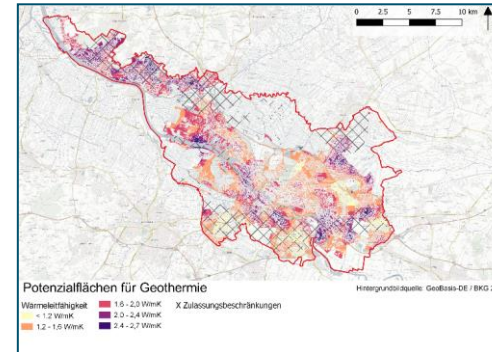 0 2.5 5 7.5 10 km
Potenzialflächen für Geothermie
Hintergrundbildquelle: GeoBasis-DE / BKG 2
Wärmeleitfähigkeit
< 1.2 W/mK
1.2 - 1,6 W/mK
1.6 - 2,0 W/mK
2.0 - 2,4 W/mK
2.4 - 2,7 W/mK
X Zulassungsbeschränkungen